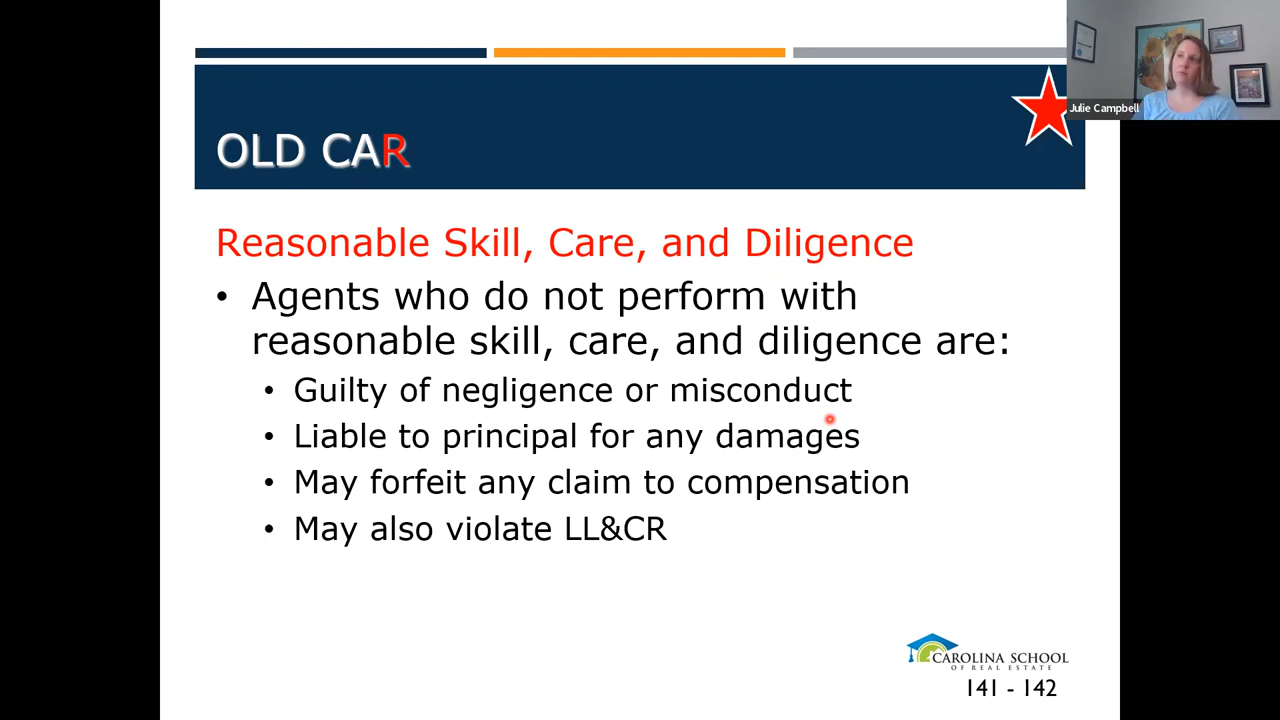 Julie Campbell
OLD CAR
Reasonable Skill, Care, and Diligence
• Agents who do not perform with
reasonable skill, care, and diligence are:
• Guilty of negligence or misconduct
• Liable to principal for any damages
• May forfeit any claim to compensation
• May also violate LL&CR
CAROLINA SCHOOL
OF REAL ESTATE
141 - 142